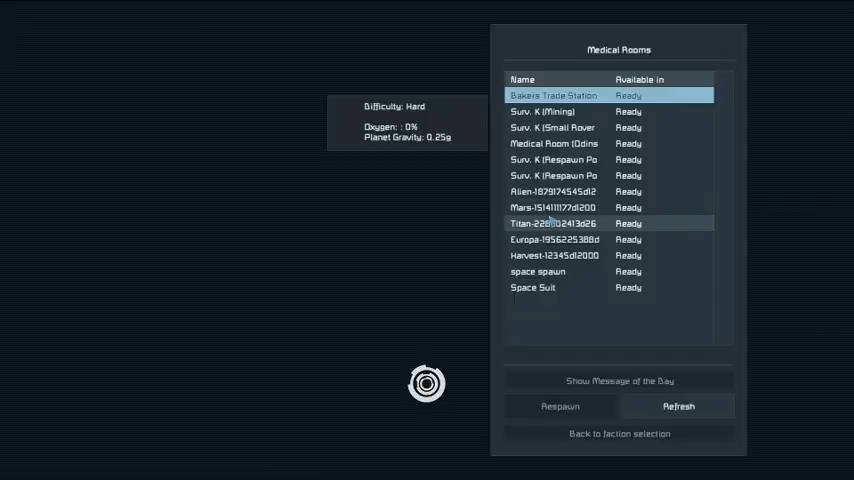 Medical Rooms
Name Available in
Bakers Trade Station Ready
Surv. K (Mining) Ready
Surv. K (Small Rover Ready
Medical Room (Odins Ready
Surv. K (Respawn Po Ready
Surv. K (Respawn Po Ready
Alien-1879174545d12 Ready
Mars-1514111177d1200 Ready
Ready
Europa-1956225388d Ready
Harvest-12345d12000 Ready
space spawn Ready
Space Suit Ready
Difficulty: Hard
Oxygen: : 0%
Planet Gravity: 0.25g
Show Message of the Day
Respawn Refresh
Back to faction selection